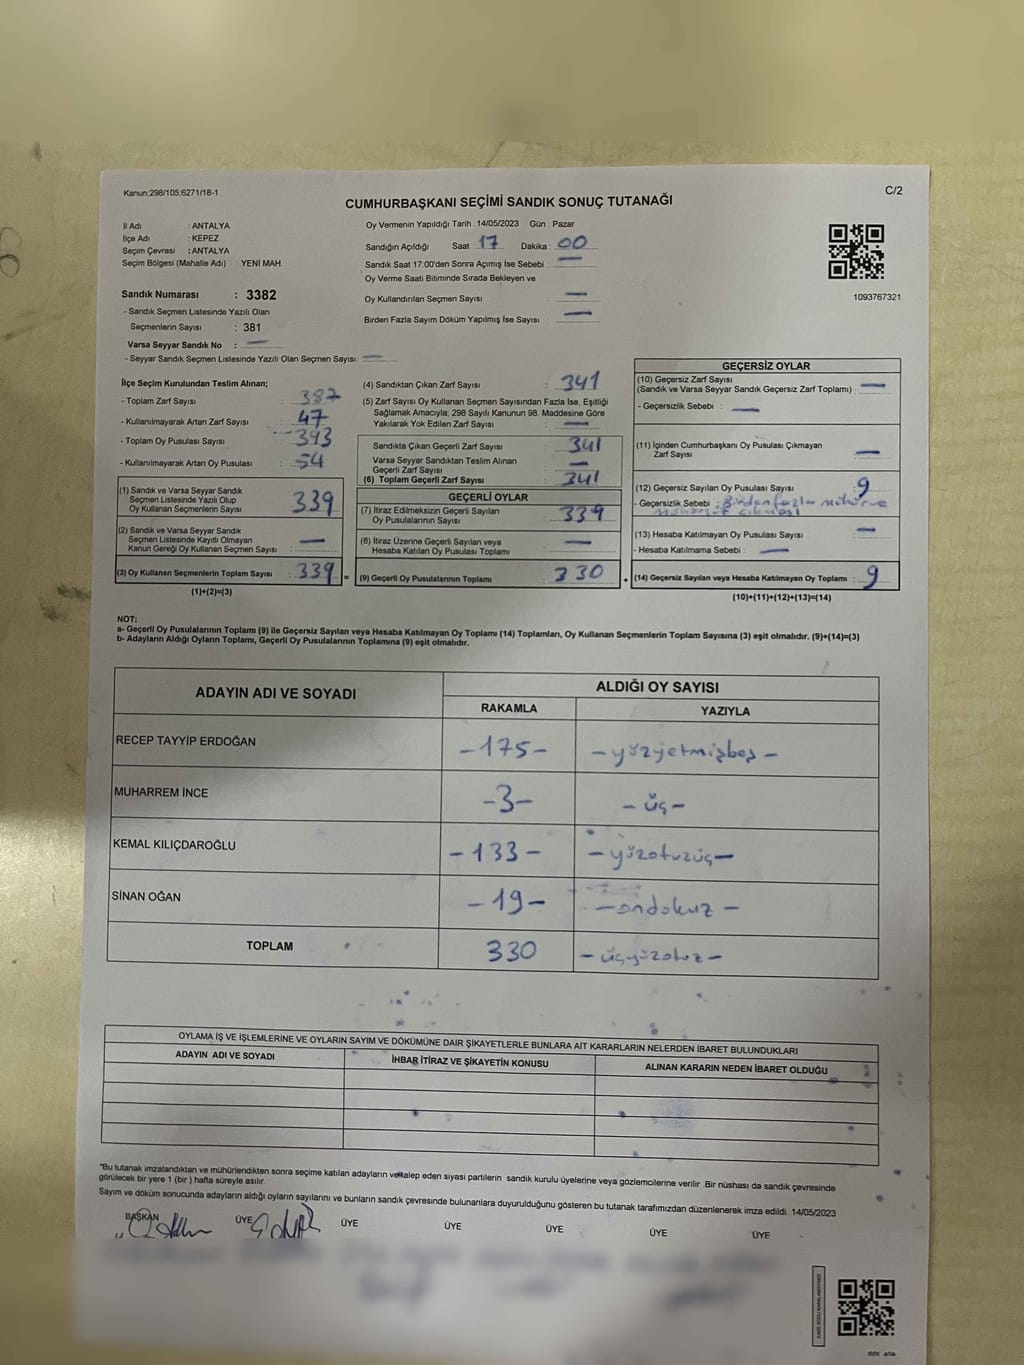 Kanun:298/105;6271/18-1
C/2
CUMHURBAŞKANI SEÇİMİ SANDIK SONUÇ TUTANAĞI
İl Adı : ANTALYA
İlçe Adı : KEPEZ
Seçim Çevresi : ANTALYA
Seçim Bölgesi (Mahalle Adı) : YENİ MAH.
Oy Vermenin Yapıldığı Tarih : 14/05/2023 Gün : Pazar
Sandığın Açıldığı Saat : 17 Dakika : 00
Sandık Saat 17:00'den Sonra Açılmış İse Sebebi : —
Oy Verme Saati Bitiminde Sırada Bekleyen ve
Oy Kullandırılan Seçmen Sayısı : —
Birden Fazla Sayım Döküm Yapılmış İse Sayısı : —
1093767321
Sandık Numarası : 3382
- Sandık Seçmen Listesinde Yazılı Olan
Seçmenlerin Sayısı : 381
Varsa Seyyar Sandık No : —
- Seyyar Sandık Seçmen Listesinde Yazılı Olan Seçmen Sayısı: —
İlçe Seçim Kurulundan Teslim Alınan;
- Toplam Zarf Sayısı : 387
- Kullanılmayarak Artan Zarf Sayısı : 47
- Toplam Oy Pusulası Sayısı : 393
- Kullanılmayarak Artan Oy Pusulası : 54
(1) Sandık ve Varsa Seyyar Sandık
Seçmen Listesinde Yazılı Olup
Oy Kullanan Seçmenlerin Sayısı : 339
(2) Sandık ve Varsa Seyyar Sandık
Seçmen Listesinde Kayıtlı Olmayan
Kanun Gereği Oy Kullanan Seçmen Sayısı : —
(3) Oy Kullanan Seçmenlerin Toplam Sayısı : 339 =
(1)+(2)=(3)
(4) Sandıktan Çıkan Zarf Sayısı : 341
(5) Zarf Sayısı Oy Kullanan Seçmen Sayısından Fazla İse, Eşitliği
Sağlamak Amacıyla; 298 Sayılı Kanunun 98. Maddesine Göre
Yakılarak Yok Edilen Zarf Sayısı : —
Sandıkta Çıkan Geçerli Zarf Sayısı : 341
Varsa Seyyar Sandıktan Teslim Alınan
Geçerli Zarf Sayısı : —
(6) Toplam Geçerli Zarf Sayısı : 341
GEÇERLİ OYLAR
(7) İtiraz Edilmeksizin Geçerli Sayılan
Oy Pusulalarının Sayısı : 339
(8) İtiraz Üzerine Geçerli Sayılan veya
Hesaba Katılan Oy Pusulası Toplamı : —
(9) Geçerli Oy Pusulalarının Toplamı : 330 +
GEÇERSİZ OYLAR
(10) Geçersiz Zarf Sayısı
(Sandık ve Varsa Seyyar Sandık Geçersiz Zarf Toplamı) : —
- Geçersizlik Sebebi : —
(11) İçinden Cumhurbaşkanı Oy Pusulası Çıkmayan
Zarf Sayısı : —
(12) Geçersiz Sayılan Oy Pusulası Sayısı : 9
- Geçersizlik Sebebi : Birden fazla
(13) Hesaba Katılmayan Oy Pusulası Sayısı : —
- Hesaba Katılmama Sebebi : —
(14) Geçersiz Sayılan veya Hesaba Katılmayan Oy Toplamı : 9
(10)+(11)+(12)+(13)=(14)
NOT:
a- Geçerli Oy Pusulalarının Toplamı (9) ile Geçersiz Sayılan veya Hesaba Katılmayan Oy Toplamı (14) Toplamları, Oy Kullanan Seçmenlerin Toplam Sayısına (3) eşit olmalıdır. (9)+(14)=(3)
b- Adayların Aldığı Oyların Toplamı, Geçerli Oy Pusulalarının Toplamına (9) eşit olmalıdır.
ADAYIN ADI VE SOYADI
ALDIĞI OY SAYISI
RAKAMLA YAZIYLA
RECEP TAYYİP ERDOĞAN -175- -yüzyetmişbeş-
MUHARREM İNCE -3- -üç-
KEMAL KILIÇDAROĞLU -133- -yüzotuzüç-
SİNAN OĞAN -19- -ondokuz-
TOPLAM 330 -üçyüzotuz-
OYLAMA İŞ VE İŞLEMLERİNE VE OYLARIN SAYIM VE DÖKÜMÜNE DAİR ŞİKAYETLERLE BUNLARA AİT KARARLARIN NELERDEN İBARET BULUNDUKLARI
ADAYIN ADI VE SOYADI İHBAR İTİRAZ VE ŞİKAYETİN KONUSU ALINAN KARARIN NEDEN İBARET OLDUĞU
*Bu tutanak imzalandıktan ve mühürlendikten sonra seçime katılan adayların ve talep eden siyasi partilerin sandık kurulu üyelerine veya gözlemcilerine verilir. Bir nüshası da sandık çevresinde
görülecek bir yere 1 (bir) hafta süreyle asılır.
Sayım ve döküm sonucunda adayların aldığı oyların sayılarını ve bunların sandık çevresinde bulunanlara duyurulduğunu gösteren bu tutanak tarafımızdan düzenlenerek imza edildi. 14/05/2023
BAŞKAN ÜYE ÜYE ÜYE ÜYE ÜYE ÜYE